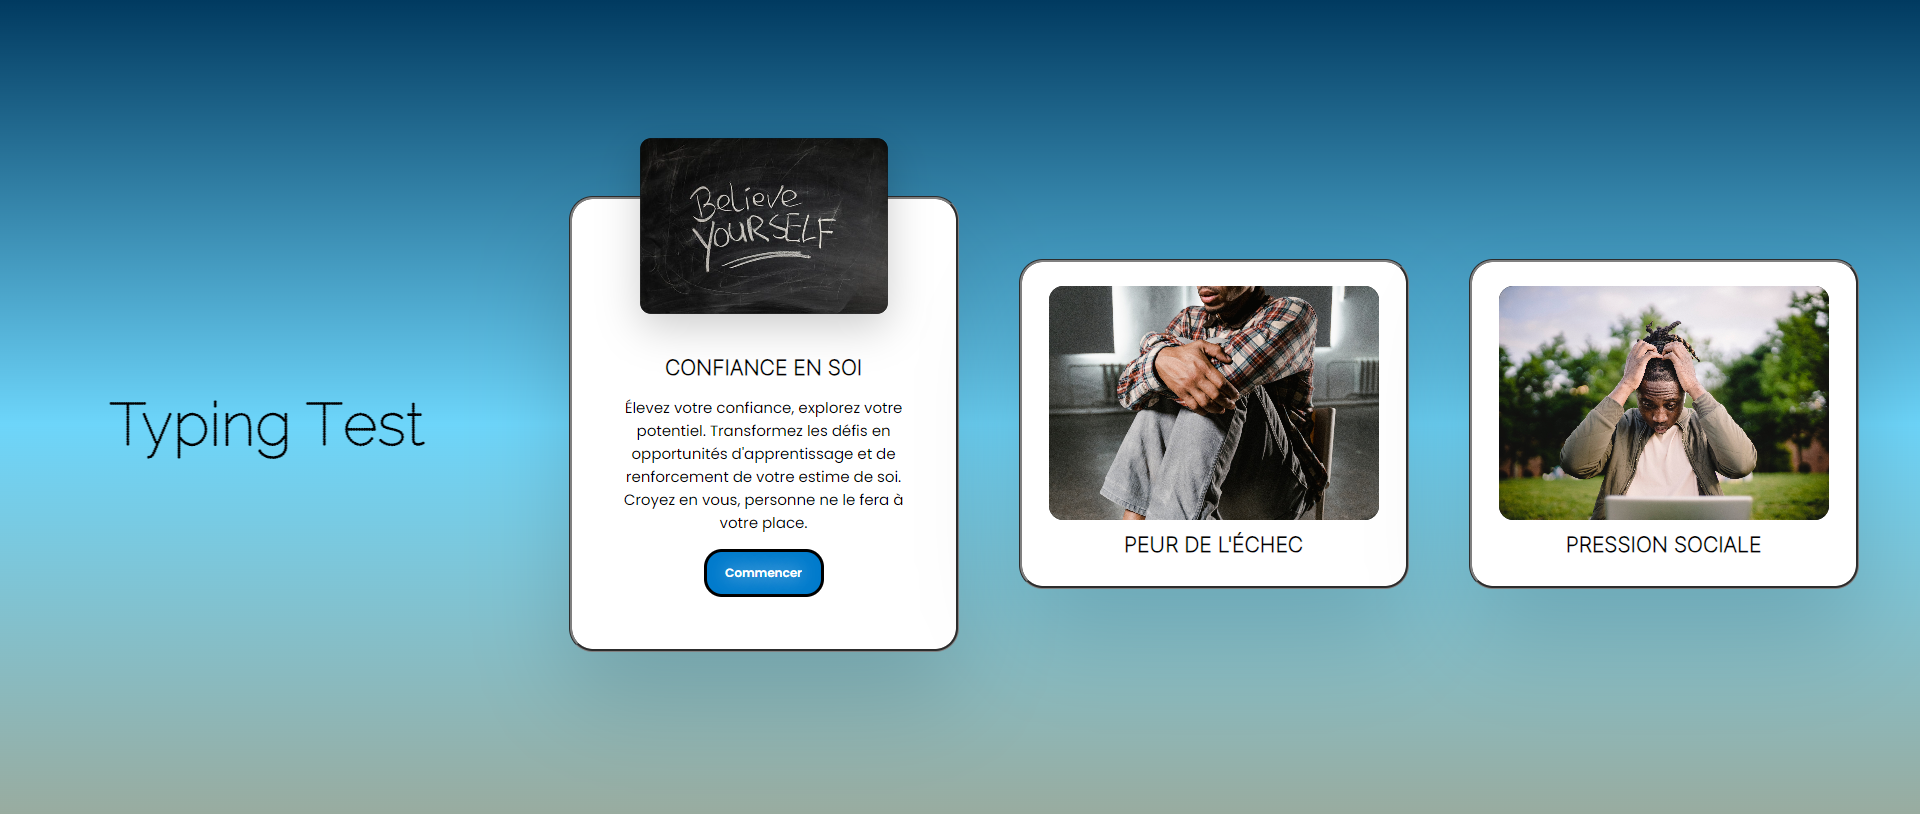 Typing Test
Believe
YOURSELF
CONFIANCE EN SOI
Élevez votre confiance, explorez votre
potentiel. Transformez les défis en
opportunités d'apprentissage et de
renforcement de votre estime de soi.
Croyez en vous, personne ne le fera à
votre place.
Commencer
PEUR DE L'ÉCHEC
PRESSION SOCIALE